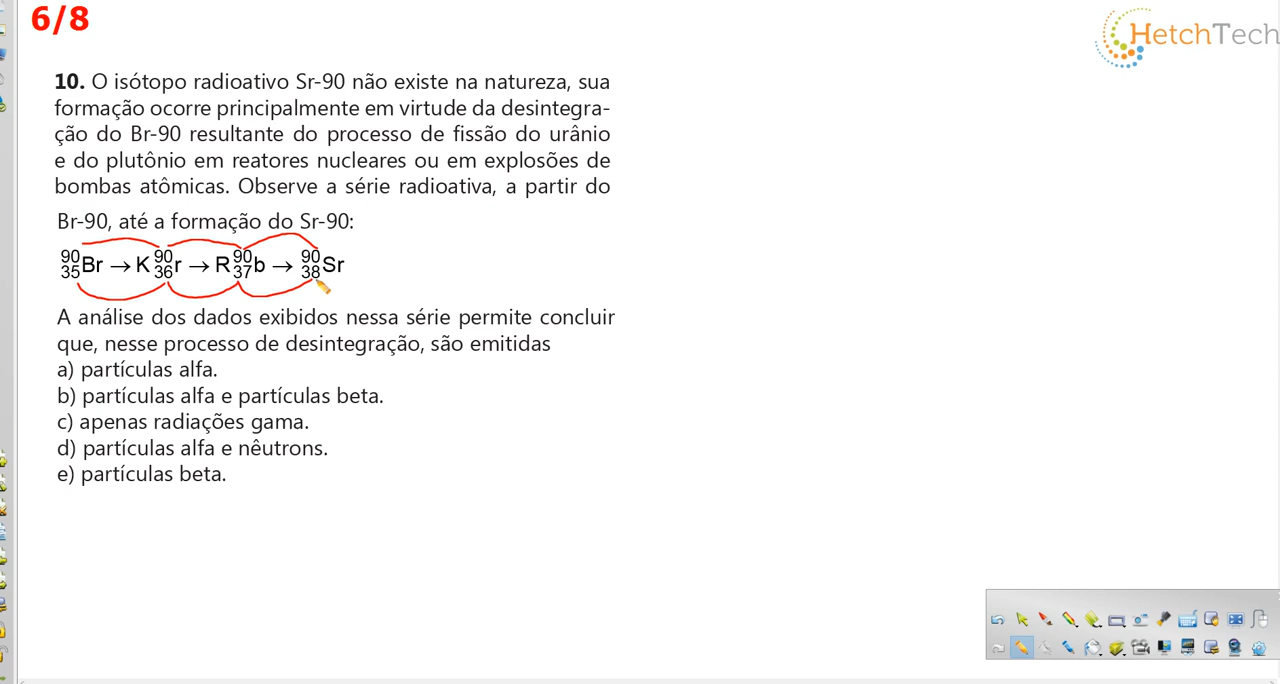 6/8
HetchTech
10. O isótopo radioativo Sr-90 não existe na natureza, sua
formação ocorre principalmente em virtude da desintegra-
ção do Br-90 resultante do processo de fissão do urânio
e do plutônio em reatores nucleares ou em explosões de
bombas atômicas. Observe a série radioativa, a partir do
Br-90, até a formação do Sr-90:
⁹⁰₃₅Br → K⁹⁰₃₆r → R⁹⁰₃₇b → ⁹⁰₃₈Sr
A análise dos dados exibidos nessa série permite concluir
que, nesse processo de desintegração, são emitidas
a) partículas alfa.
b) partículas alfa e partículas beta.
c) apenas radiações gama.
d) partículas alfa e nêutrons.
e) partículas beta.